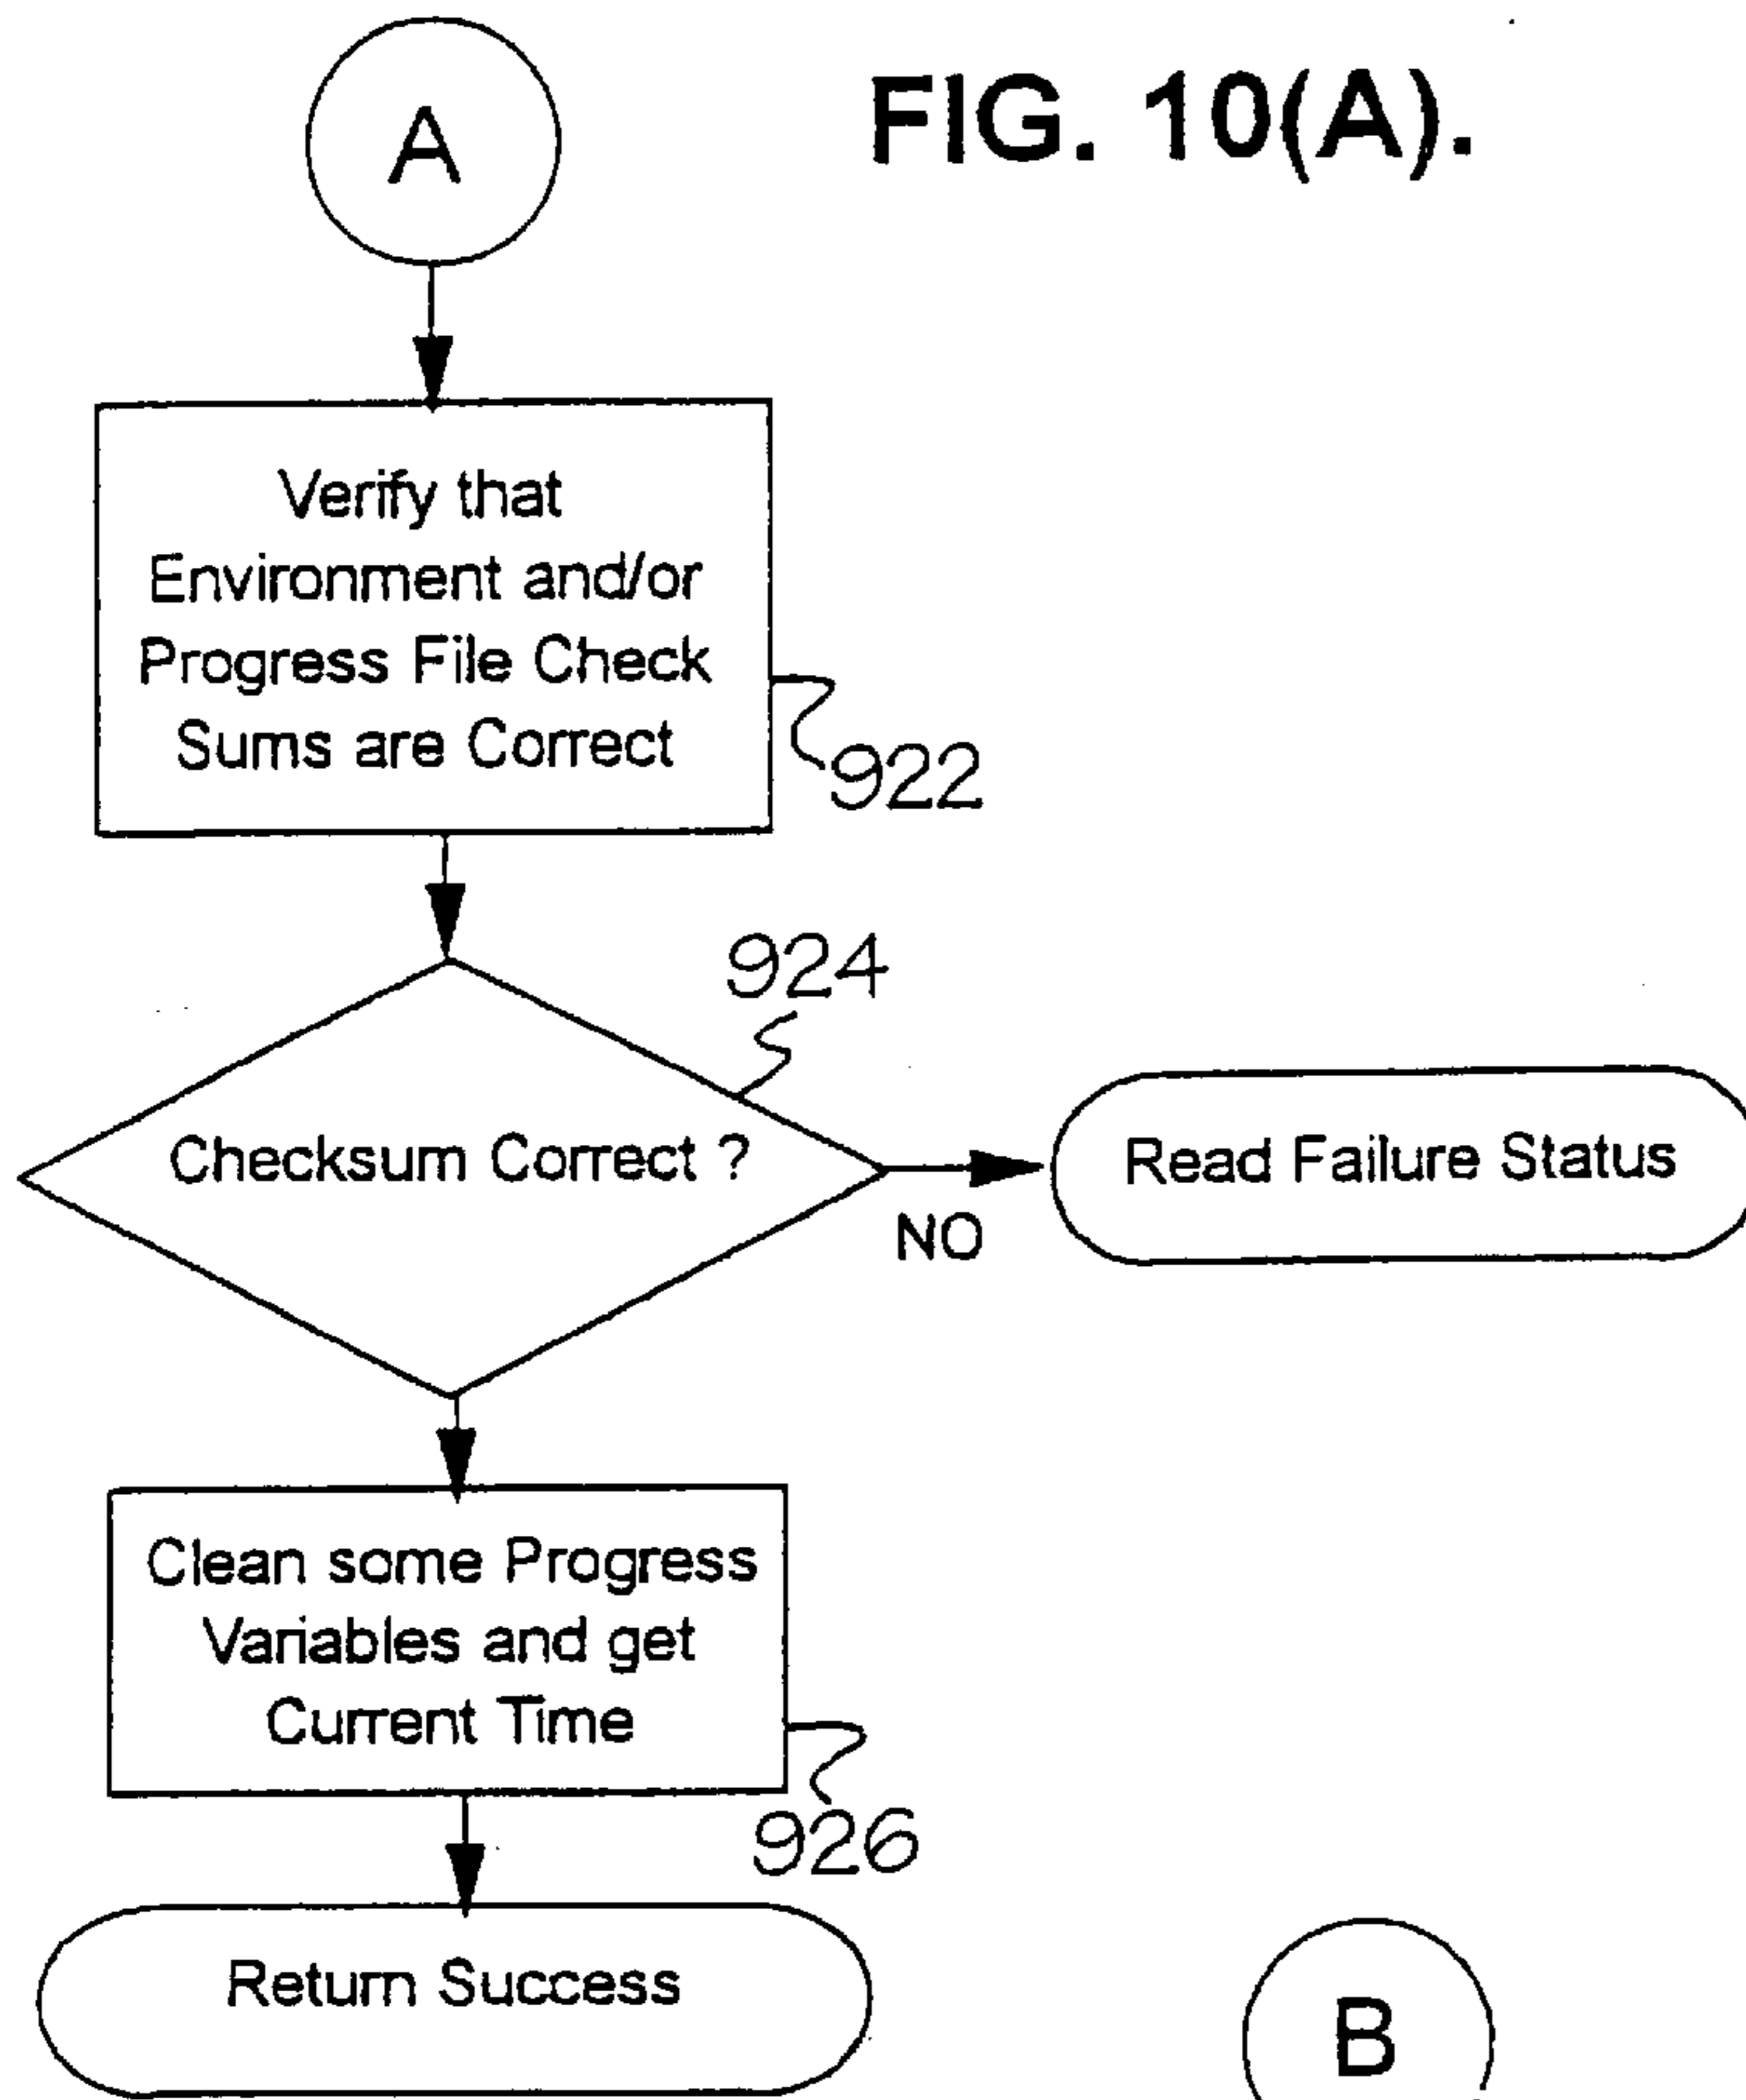 A
FIG. 10(A).
Verify that
Environment and/or
Progress File Check
Sums are Correct
922
924
Checksum Correct ?
NO
Read Failure Status
Clean some Progress
Variables and get
Current Time
926
Return Success
B